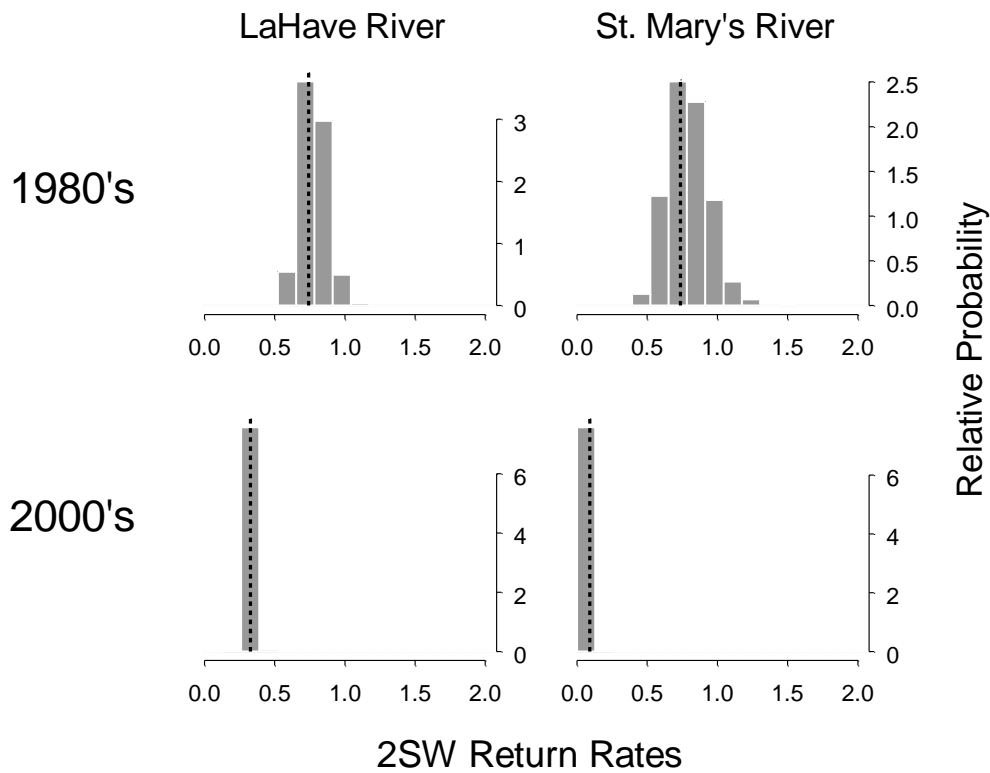 LaHave River
St. Mary's River
1980's
0
1
2
3
0.0 0.5 1.0 1.5 2.0
0.0
0.5
1.0
1.5
2.0
2.5
0.0 0.5 1.0 1.5 2.0
2000's
0
2
4
6
0.0 0.5 1.0 1.5 2.0
0
2
4
6
0.0 0.5 1.0 1.5 2.0
Relative Probability
2SW Return Rates